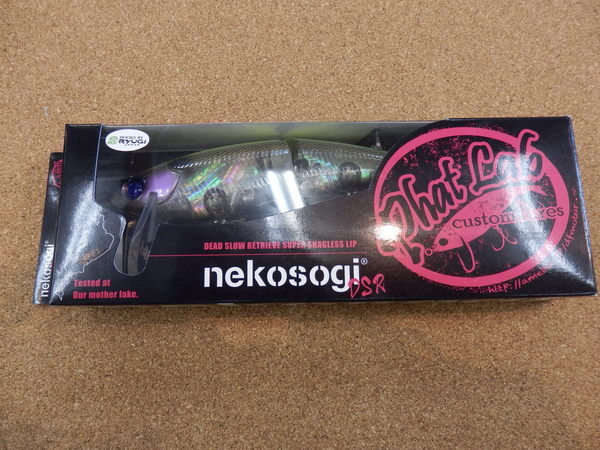 HOOKS BY
RYUGI
Phat Lab
custom lures
DEAD SLOW RETRIEVE SUPER SNAGLESS LIP
nekosogi®
DSR
Tested at
Our mother lake.
nekosogi